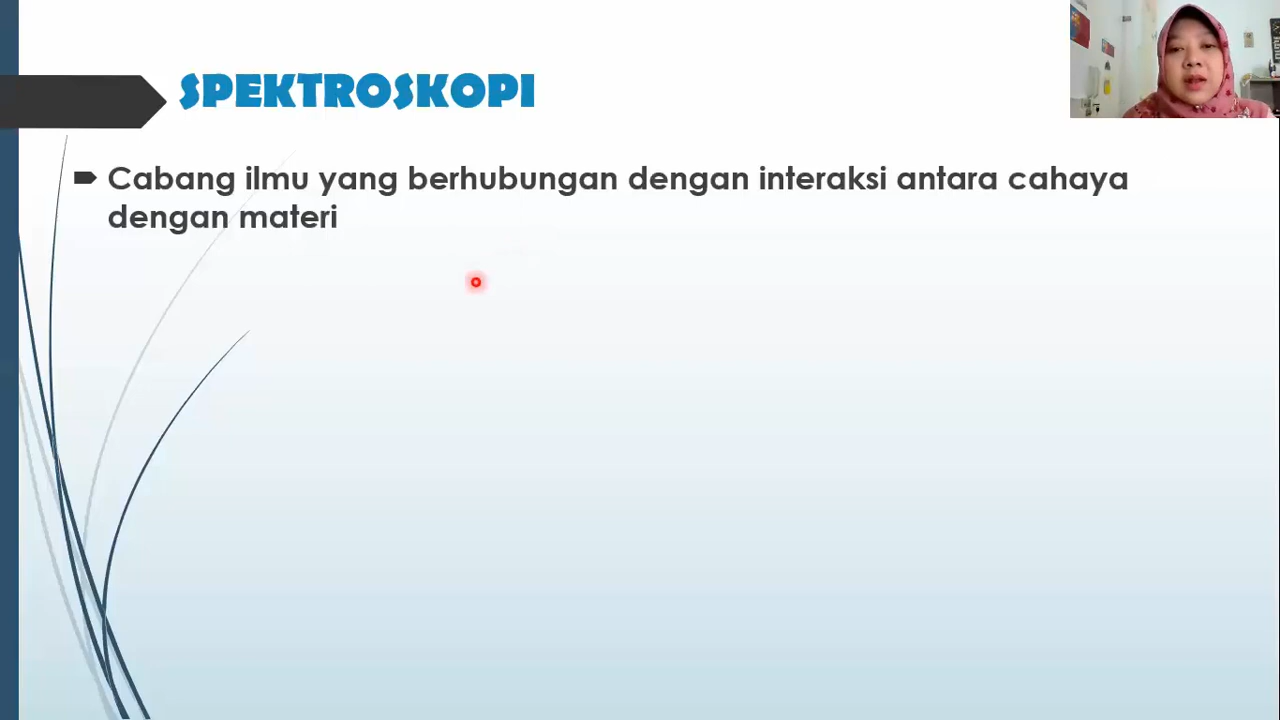 SPEKTROSKOPI
Cabang ilmu yang berhubungan dengan interaksi antara cahaya
dengan materi